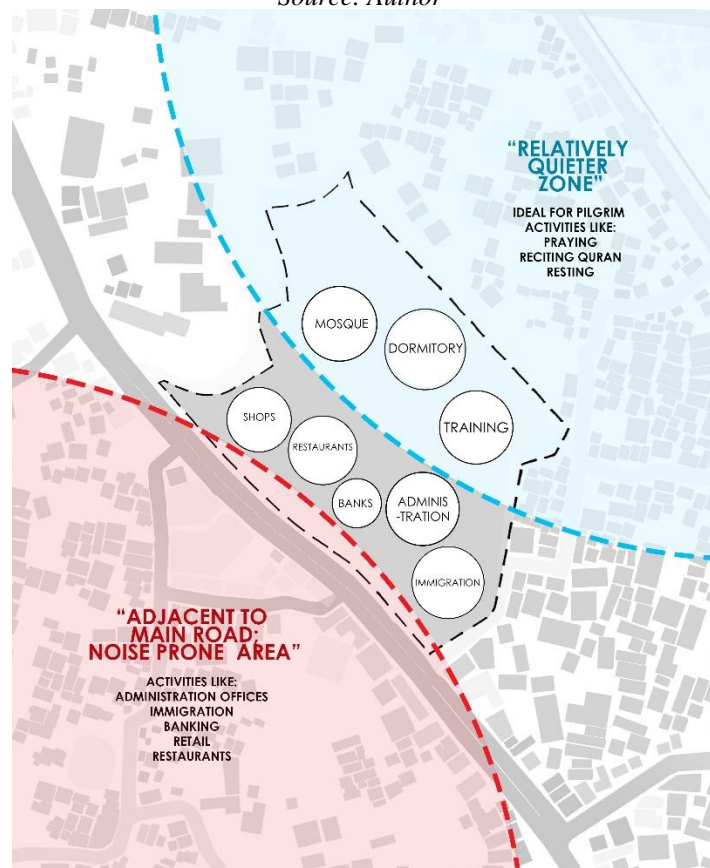 Source: Author
“RELATIVELY
QUIETER
ZONE”
IDEAL FOR PILGRIM
ACTIVITIES LIKE:
PRAYING
RECITING QURAN
RESTING
MOSQUE
DORMITORY
TRAINING
SHOPS
RESTAURANTS
BANKS
ADMINIS
-TRATION
IMMIGRATION
“ADJACENT TO
MAIN ROAD;
NOISE PRONE AREA”
ACTIVITIES LIKE:
ADMINISTRATION OFFICES
IMMIGRATION
BANKING
RETAIL
RESTAURANTS